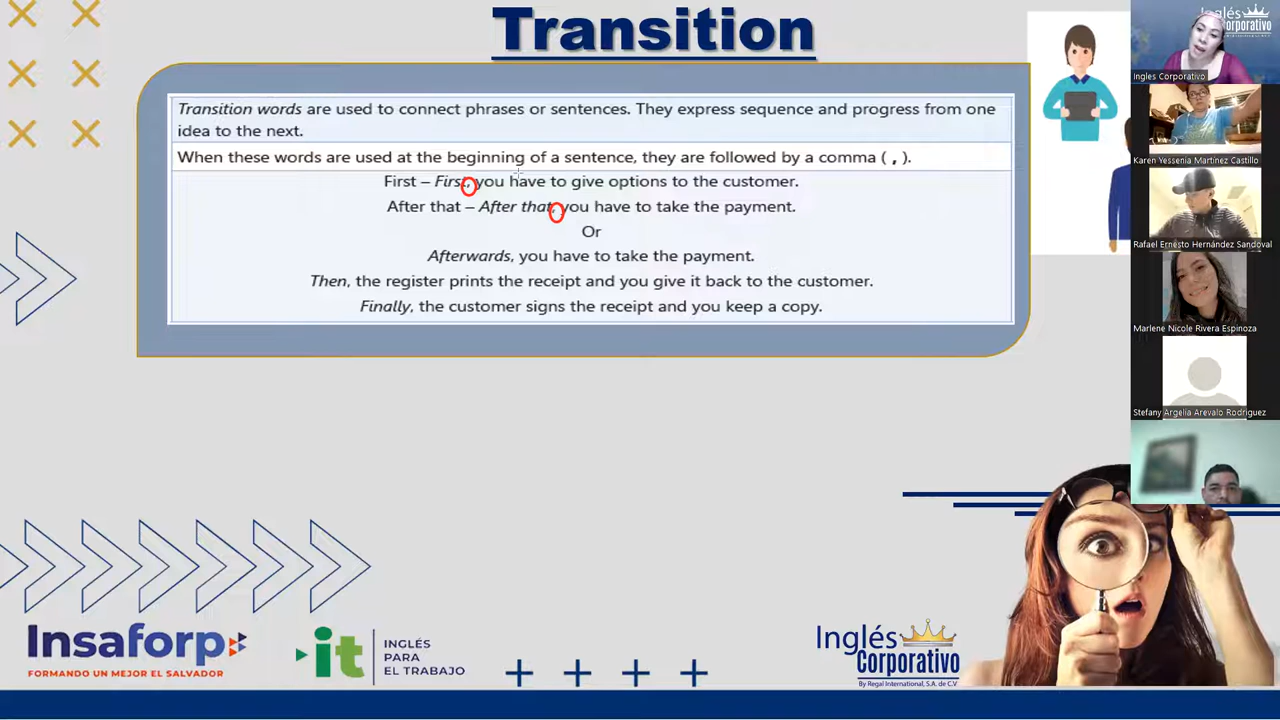 Transition
Transition words are used to connect phrases or sentences. They express sequence and progress from one
idea to the next.
When these words are used at the beginning of a sentence, they are followed by a comma ( , ).
First – First, you have to give options to the customer.
After that – After that, you have to take the payment.
Or
Afterwards, you have to take the payment.
Then, the register prints the receipt and you give it back to the customer.
Finally, the customer signs the receipt and you keep a copy.
Inglés
Corporativo
Ingles Corporativo
Karen Yessenia Martinez Castillo
Rafael Ernesto Hernández Sandoval
Marlene Nicole Rivera Espinoza
Stefany Argelia Arevalo Rodriguez
Insaforp
FORMANDO UN MEJOR EL SALVADOR
it
INGLÉS
PARA
EL TRABAJO
Inglés
Corporativo
By Regal International, S.A. de C.V